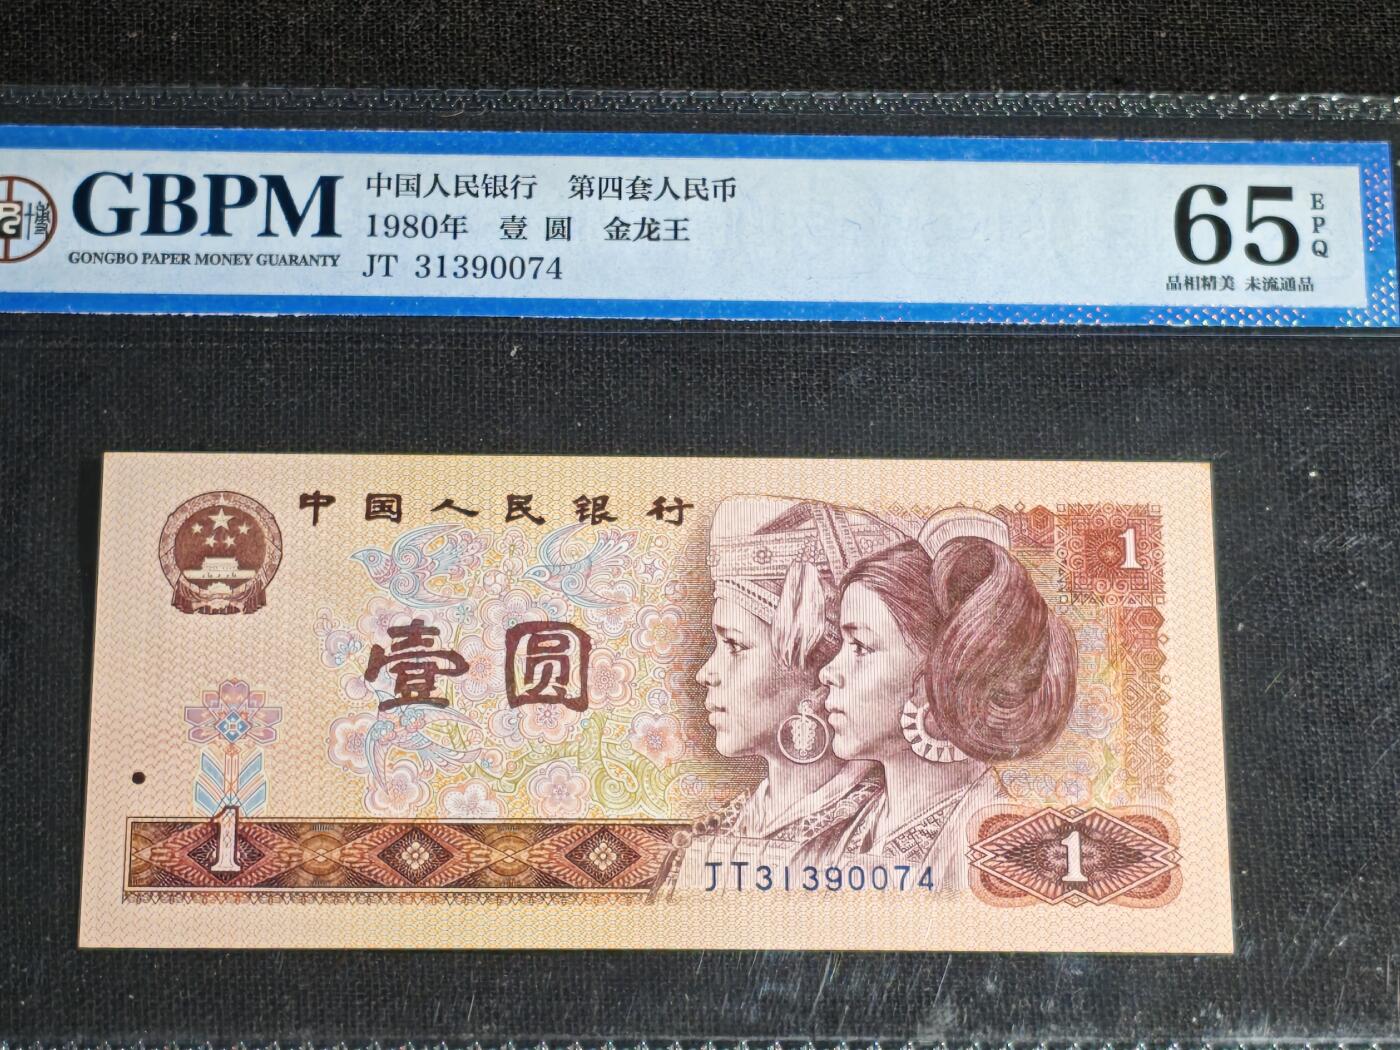 GBPM
GONGBO PAPER MONEY GUARANTY
中国人民银行 第四套人民币
1980年 壹 圆 金龙王
JT 31390074
65
EPQ
品相精美 未流通品
中国人民银行
1
壹圆
1
JT31390074
1